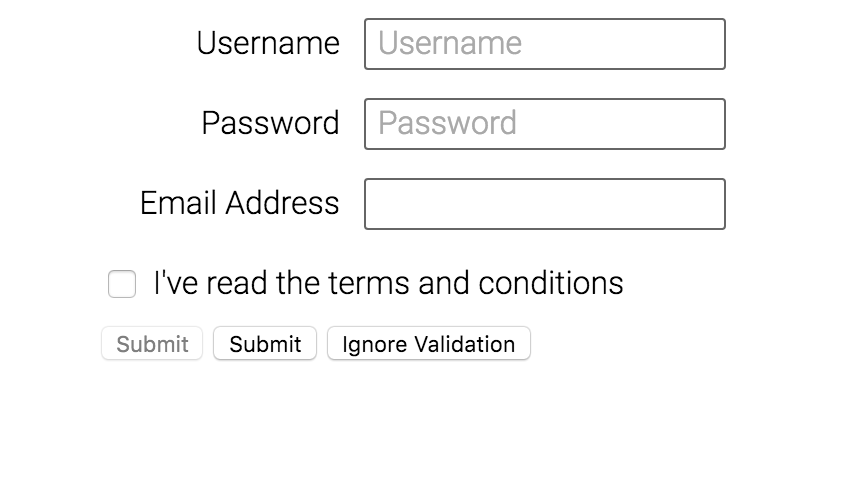 Username Username
Password Password
Email Address
I've read the terms and conditions
Submit Submit Ignore Validation